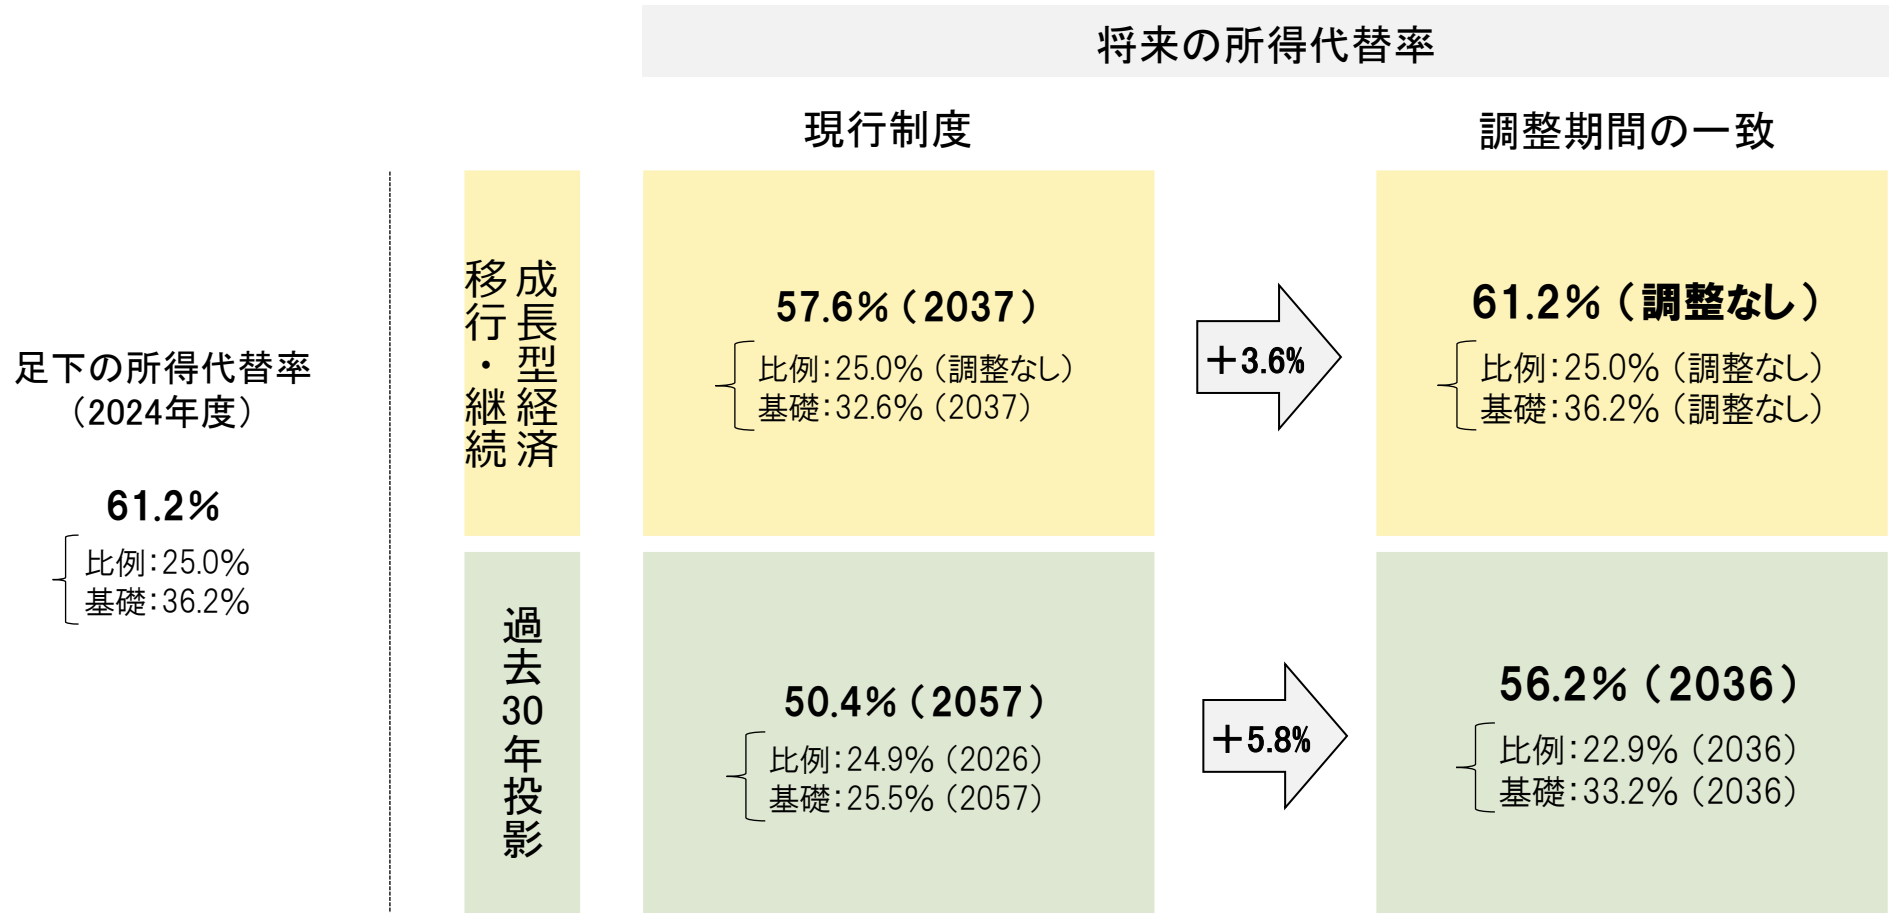 将来の所得代替率
現行制度
調整期間の一致
足下の所得代替率
（2024年度）
61.2％
比例：25.0％
基礎：36.2％
成長型経済
移行・継続
57.6％（2037）
比例：25.0％（調整なし）
基礎：32.6％（2037）
＋3.6％
61.2％（調整なし）
比例：25.0％（調整なし）
基礎：36.2％（調整なし）
過去30年投影
50.4％（2057）
比例：24.9％（2026）
基礎：25.5％（2057）
＋5.8％
56.2％（2036）
比例：22.9％（2036）
基礎：33.2％（2036）